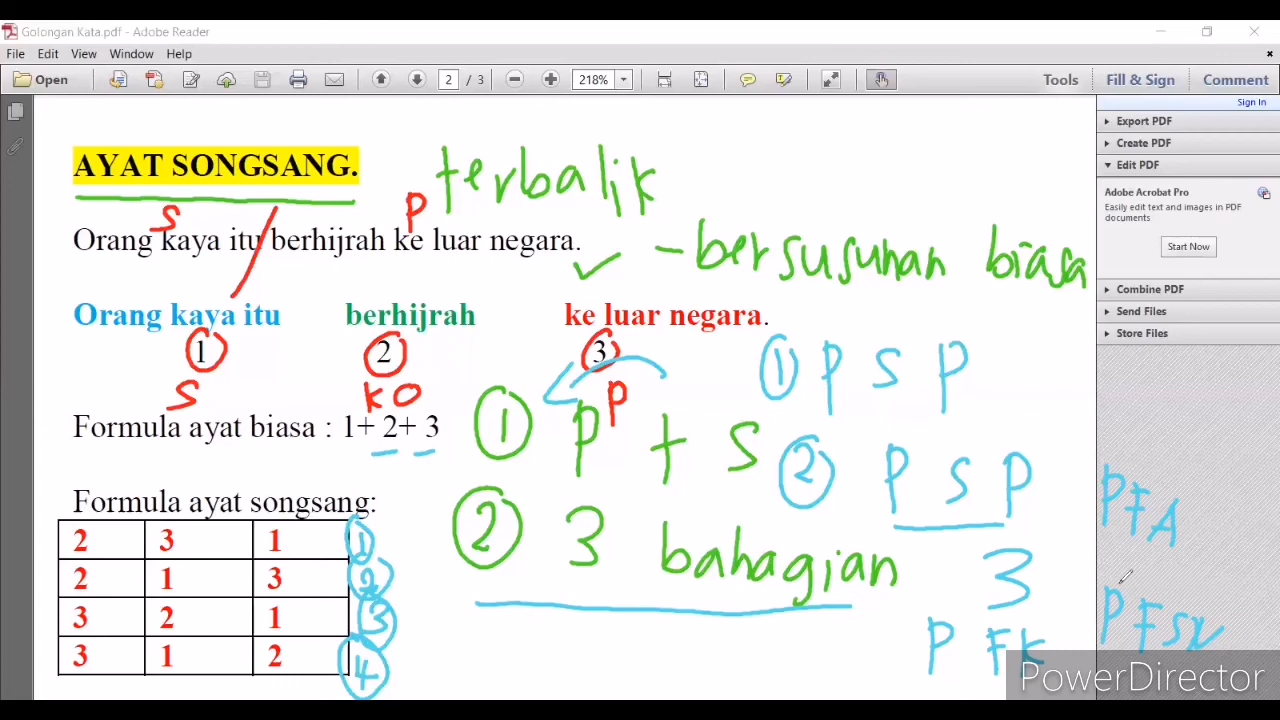 Golongan Kata.pdf - Adobe Reader
File Edit View Window Help
Open 2 / 3 218% Tools Fill & Sign Comment
Sign In
Export PDF
Create PDF
Edit PDF
Adobe Acrobat Pro
Easily edit text and images in PDF
documents
Start Now
Combine PDF
Send Files
Store Files
AYAT SONGSANG. terbalik
S P
Orang kaya itu berhijrah ke luar negara.
- bersusunan biasa
Orang kaya itu berhijrah ke luar negara.
1 2 3
S KO P
1 P S P
Formula ayat biasa : 1+ 2+ 3
1 P + S
2 P S P
Formula ayat songsang:
2 3 bahagian
3
P FA
P FSN
P FK
2 3 1 1
2 1 3 2
3 2 1 3
3 1 2 4
PowerDirector